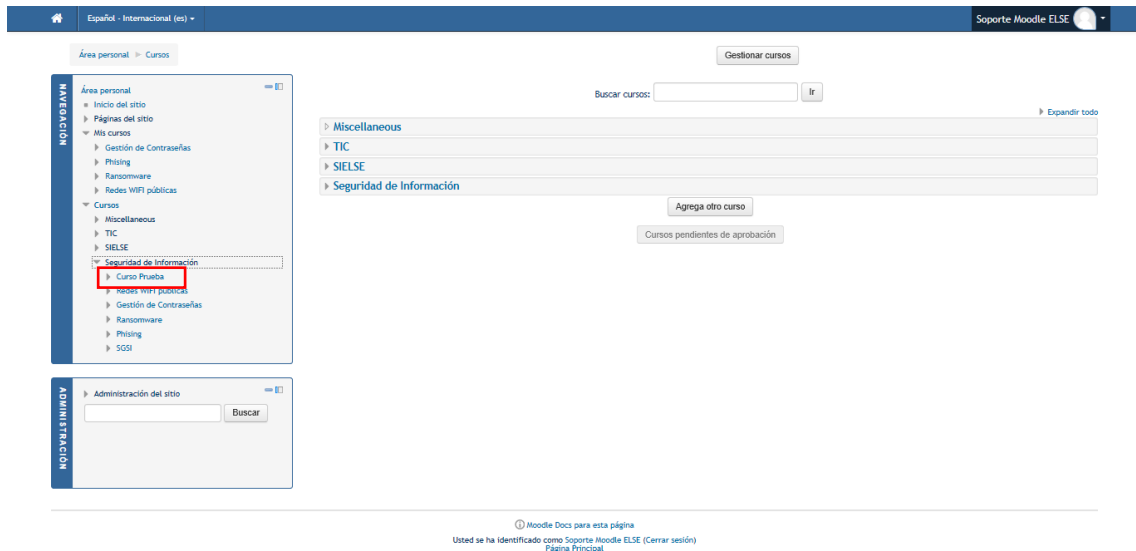 Español - Internacional (es)
Soporte Moodle ELSE
Área personal Cursos
Gestionar cursos
NAVEGACIÓN
Área personal
Inicio del sitio
Páginas del sitio
Mis cursos
Gestión de Contraseñas
Phising
Ransomware
Redes WIFI públicas
Cursos
Miscellaneous
TIC
SIELSE
Seguridad de Información
Curso Prueba
Redes WIFI públicas
Gestión de Contraseñas
Ransomware
Phising
SGSI
Buscar cursos:
Ir
Expandir todo
Miscellaneous
TIC
SIELSE
Seguridad de Información
Agrega otro curso
Cursos pendientes de aprobación
ADMINISTRACIÓN
Administración del sitio
Buscar
Moodle Docs para esta página
Usted se ha identificado como Soporte Moodle ELSE (Cerrar sesión)
Página Principal